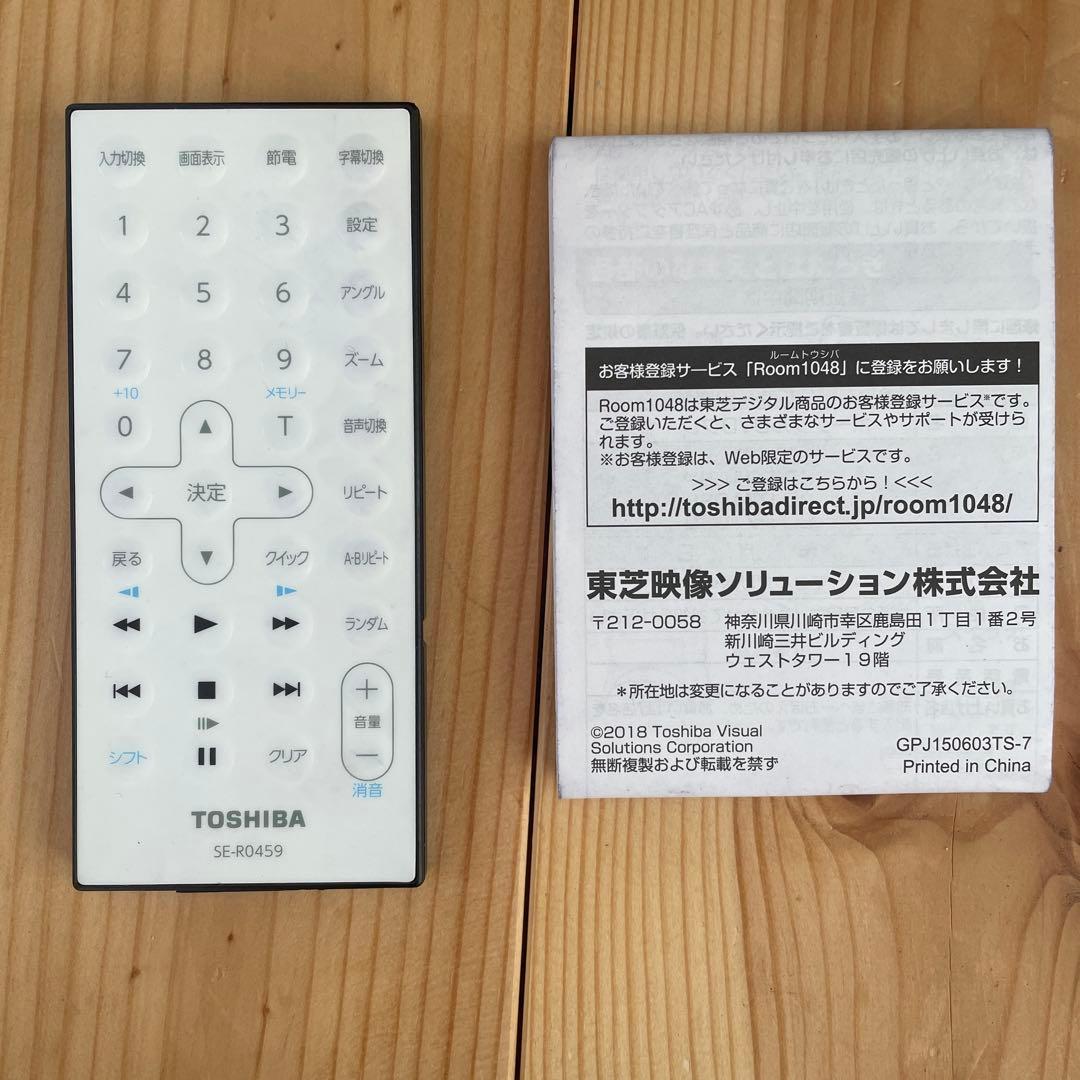 入力切換 画面表示 節電 字幕切換
1 2 3 設定
4 5 6 アングル
7 8 9 ズーム
+10 メモリー
0 ▲ T 音声切換
◀ 決定 ▶ リピート
戻る ▼ クイック A-Bリピート
◀◀ ▶ ▶▶ ランダム
+
音量
シフト クリア −
消音
TOSHIBA
SE-R0459
ルームトウシバ
お客様登録サービス「Room1048」に登録をお願いします！
Room1048は東芝デジタル商品のお客様登録サービス※です。
ご登録いただくと、さまざまなサービスやサポートが受けら
れます。
※お客様登録は、Web限定のサービスです。
>>> ご登録はこちらから！<<<
http://toshibadirect.jp/room1048/
東芝映像ソリューション株式会社
〒212-0058 神奈川県川崎市幸区鹿島田1丁目1番2号
新川崎三井ビルディング
ウェストタワー19階
＊所在地は変更になることがありますのでご了承ください。
©2018 Toshiba Visual
Solutions Corporation
無断複製および転載を禁ず
GPJ150603TS-7
Printed in China